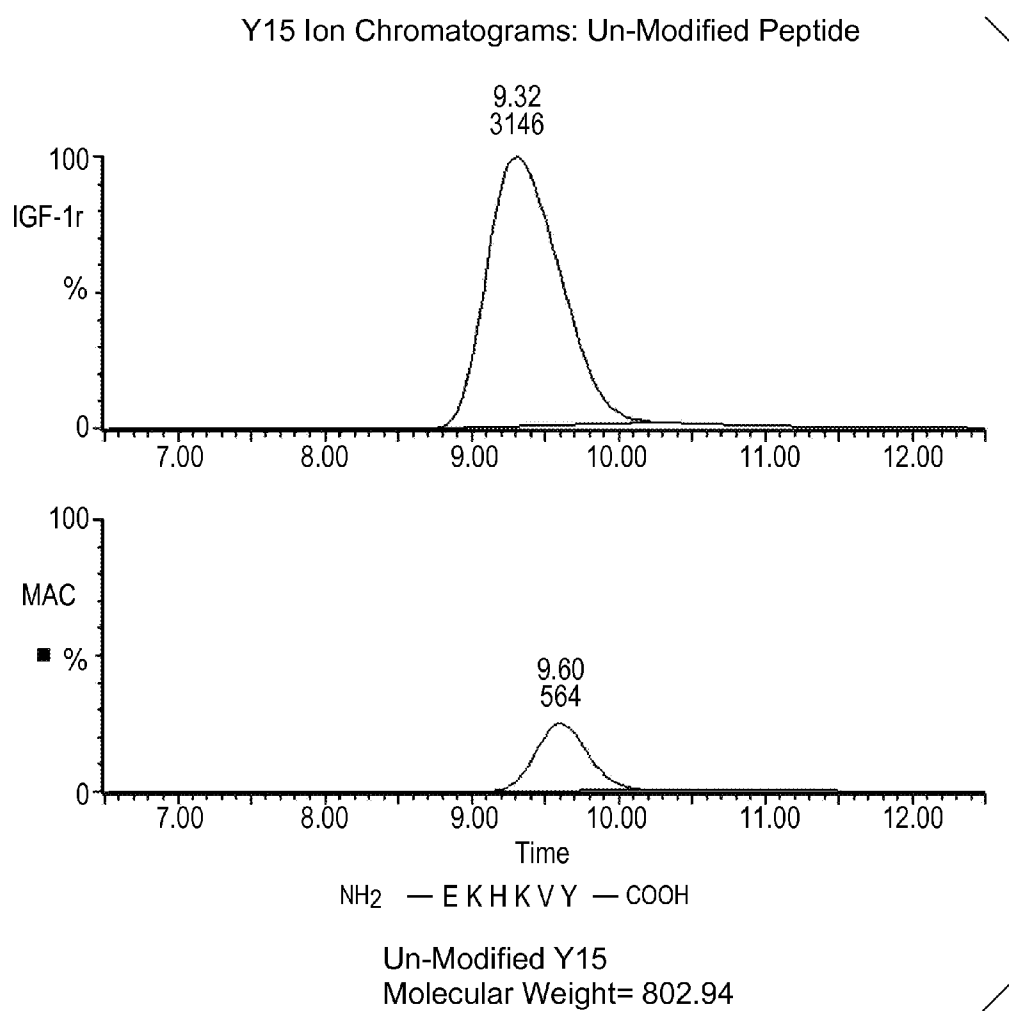 Y15 Ion Chromatograms: Un-Modified Peptide
9.32
3146
100
IGF-1r
%
0
7.00 8.00 9.00 10.00 11.00 12.00
100
MAC
%
9.60
564
0
7.00 8.00 9.00 10.00 11.00 12.00
Time
NH2 — E K H K V Y — COOH
Un-Modified Y15
Molecular Weight= 802.94